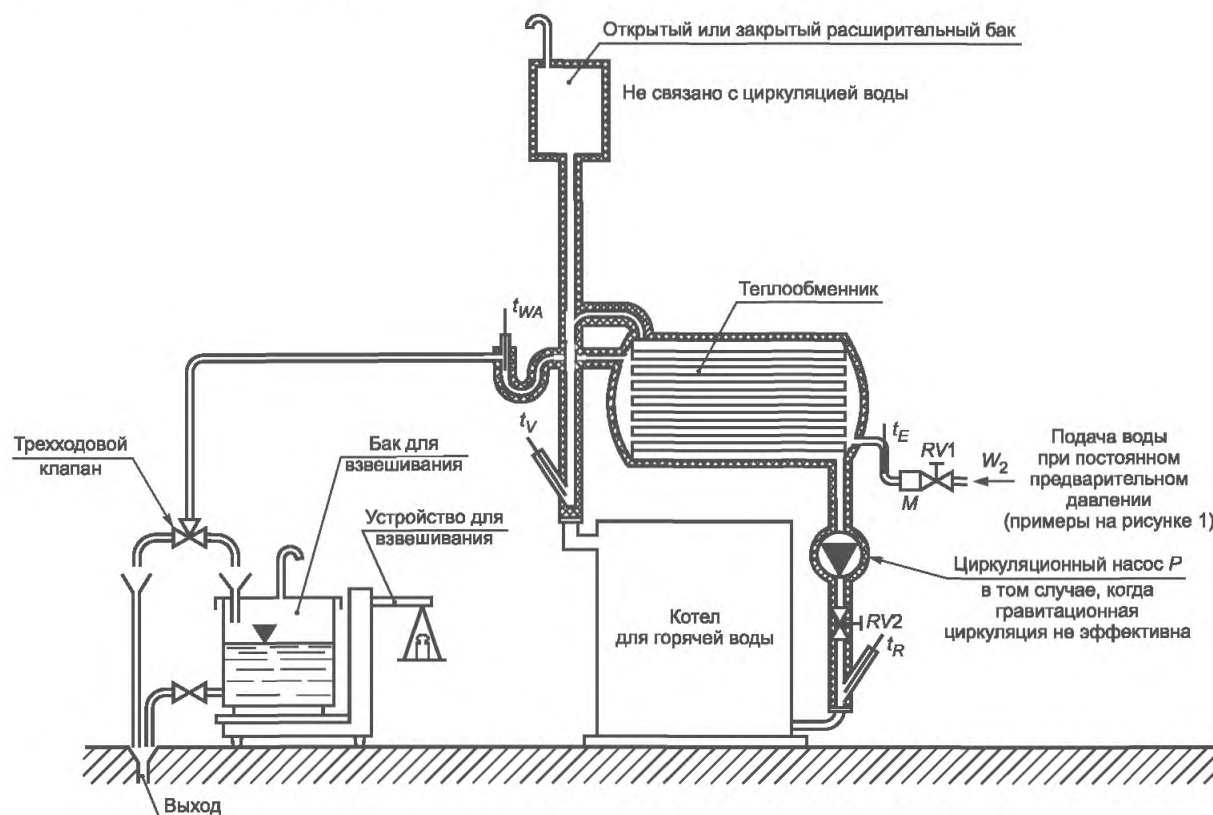 Открытый или закрытый расширительный бак
Не связано с циркуляцией воды
Теплообменник
t_WA
t_V
t_E
RV1
W_2
M
Подача воды
при постоянном
предварительном
давлении
(примеры на рисунке 1)
Трехходовой
клапан
Бак для
взвешивания
Устройство для
взвешивания
Циркуляционный насос P
в том случае, когда
гравитационная
циркуляция не эффективна
Котел
для горячей воды
RV2
t_R
Выход